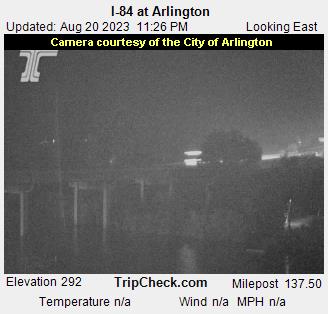 I-84 at Arlington
Updated: Aug 20 2023 11:26 PM Looking East
Camera courtesy of the City of Arlington
Elevation 292 TripCheck.com Milepost 137.50
Temperature n/a Wind n/a MPH n/a